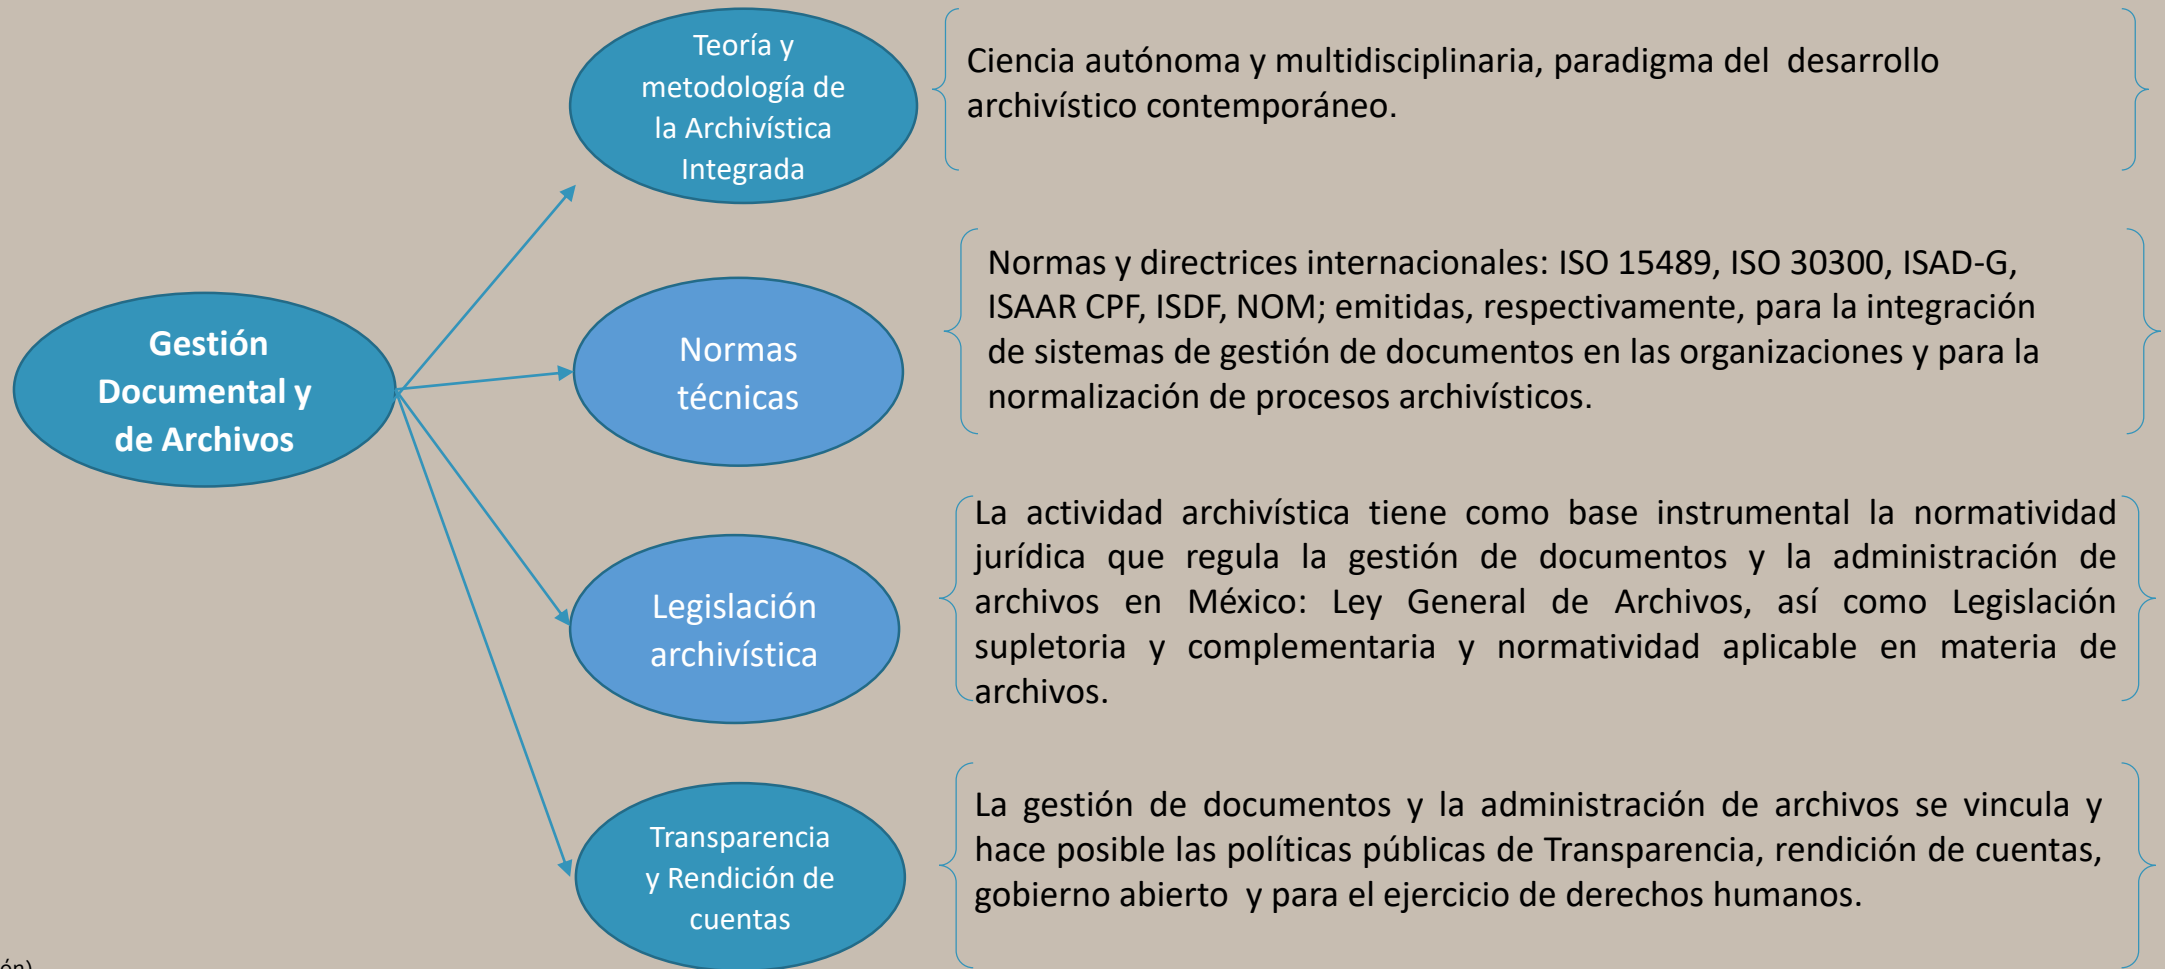 Gestión
Documental y
de Archivos
Teoría y
metodología de
la Archivística
Integrada
Ciencia autónoma y multidisciplinaria, paradigma del desarrollo
archivístico contemporáneo.
Normas
técnicas
Normas y directrices internacionales: ISO 15489, ISO 30300, ISAD-G,
ISAAR CPF, ISDF, NOM; emitidas, respectivamente, para la integración
de sistemas de gestión de documentos en las organizaciones y para la
normalización de procesos archivísticos.
Legislación
archivística
La actividad archivística tiene como base instrumental la normatividad
jurídica que regula la gestión de documentos y la administración de
archivos en México: Ley General de Archivos, así como Legislación
supletoria y complementaria y normatividad aplicable en materia de
archivos.
Transparencia
y Rendición de
cuentas
La gestión de documentos y la administración de archivos se vincula y
hace posible las políticas públicas de Transparencia, rendición de cuentas,
gobierno abierto y para el ejercicio de derechos humanos.